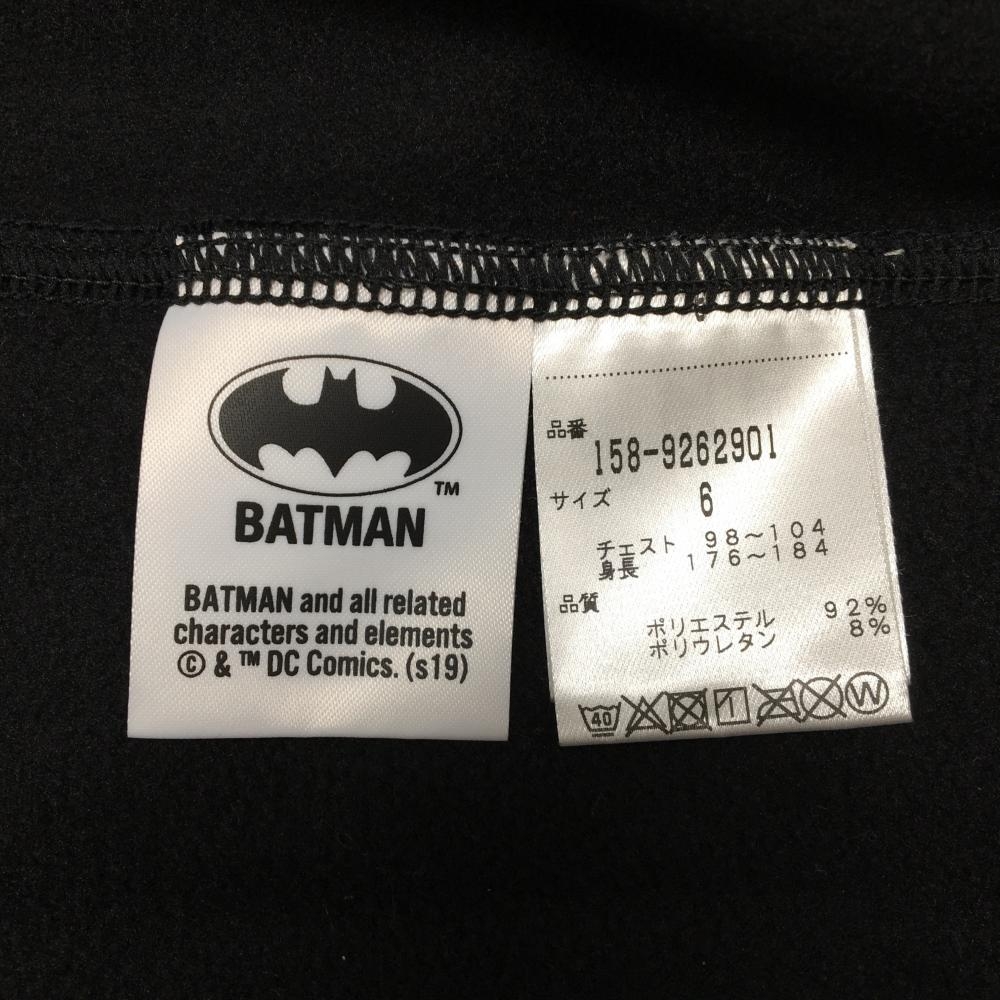 TM
BATMAN
BATMAN and all related
characters and elements
© & ™ DC Comics. (s19)
品番 158-9262901
サイズ 6
チェスト 98～104
身長 176～184
品質
ポリエステル 92%
ポリウレタン 8%
40
W